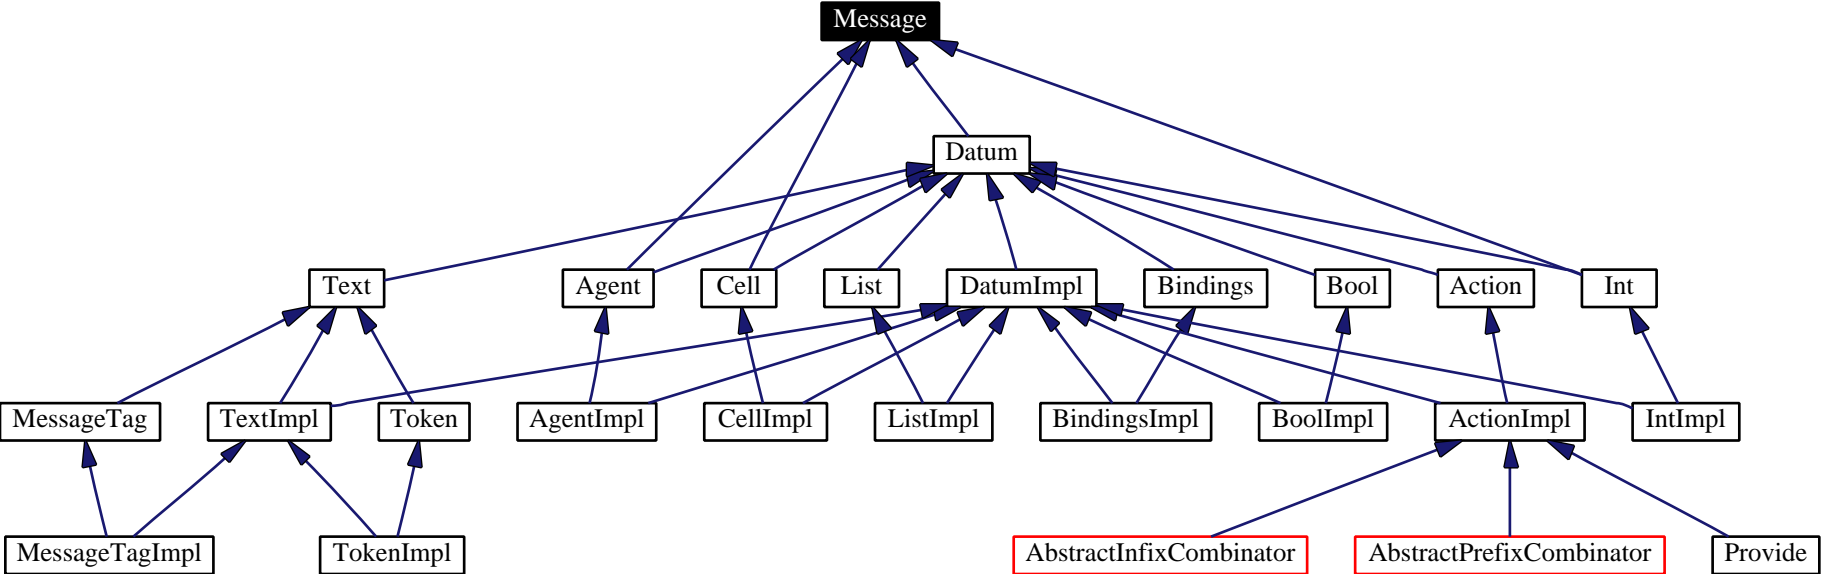 Message
Datum
Text
Agent
Cell
List
DatumImpl
Bindings
Bool
Action
Int
MessageTag
TextImpl
Token
AgentImpl
CellImpl
ListImpl
BindingsImpl
BoolImpl
ActionImpl
IntImpl
MessageTagImpl
TokenImpl
AbstractInfixCombinator
AbstractPrefixCombinator
Provide